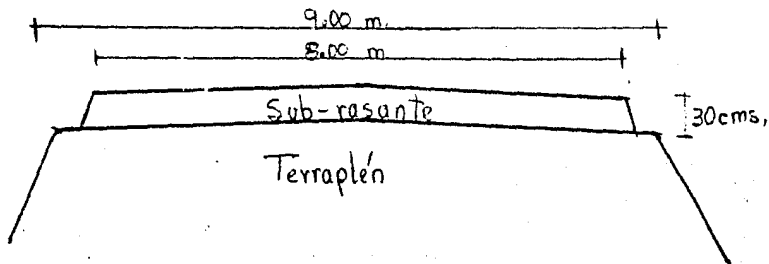 9.00 m.
8.00 m
Sub-rasante
30cms,
Terraplén